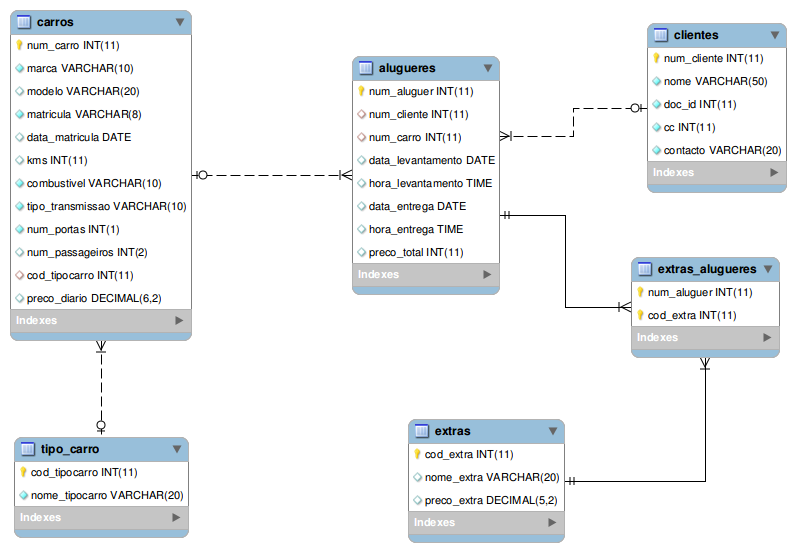 carros
num_carro INT(11)
marca VARCHAR(10)
modelo VARCHAR(20)
matricula VARCHAR(8)
data_matricula DATE
kms INT(11)
combustivel VARCHAR(10)
tipo_transmissao VARCHAR(10)
num_portas INT(1)
num_passageiros INT(2)
cod_tipocarro INT(11)
preco_diario DECIMAL(6,2)
Indexes
alugueres
num_aluguer INT(11)
num_cliente INT(11)
num_carro INT(11)
data_levantamento DATE
hora_levantamento TIME
data_entrega DATE
hora_entrega TIME
preco_total INT(11)
Indexes
clientes
num_cliente INT(11)
nome VARCHAR(50)
doc_id INT(11)
cc INT(11)
contacto VARCHAR(20)
Indexes
extras_alugueres
num_aluguer INT(11)
cod_extra INT(11)
Indexes
tipo_carro
cod_tipocarro INT(11)
nome_tipocarro VARCHAR(20)
Indexes
extras
cod_extra INT(11)
nome_extra VARCHAR(20)
preco_extra DECIMAL(5,2)
Indexes